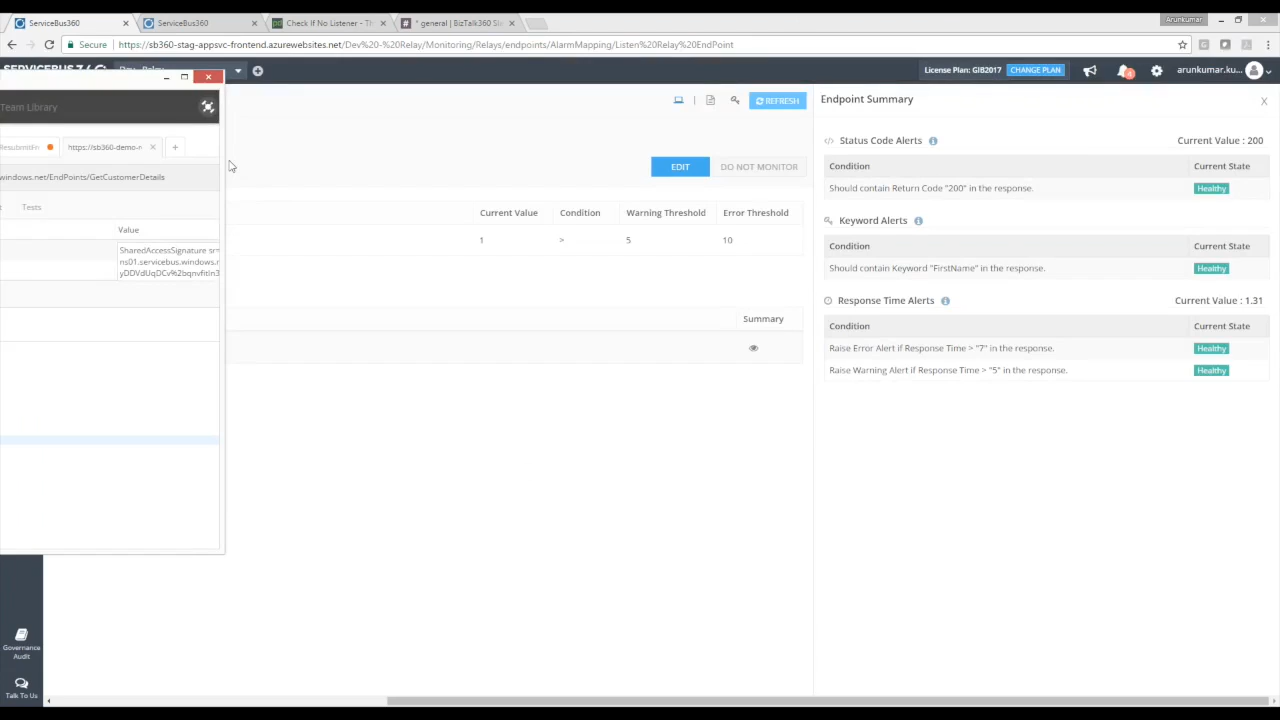 ServiceBus360
ServiceBus360
Check If No Listener - Th
* general | BizTalk360 Sl
Arunkumar
Secure
https://sb360-stag-appsvc-frontend.azurewebsites.net/Dev%20-%20Relay/Monitoring/Relays/endpoints/AlarmMapping/Listen%20Relay%20EndPoint
License Plan: GIB2017
CHANGE PLAN
4
arunkumar.ku...
Team Library
https://sb360-demo-r
+
windows.net/EndPoints/GetCustomerDetails
Tests
Value
SharedAccessSignature sr=
ns01.servicebus.windows.r
REFRESH
EDIT
DO NOT MONITOR
Current Value
Condition
Warning Threshold
Error Threshold
1
>
5
10
Summary
Endpoint Summary
X
Status Code Alerts
Current Value : 200
Condition
Current State
Should contain Return Code "200" in the response.
Healthy
Keyword Alerts
Condition
Current State
Should contain Keyword "FirstName" in the response.
Healthy
Response Time Alerts
Current Value : 1.31
Condition
Current State
Raise Error Alert if Response Time > "7" in the response.
Healthy
Raise Warning Alert if Response Time > "5" in the response.
Healthy
Governance
Audit
Talk To Us